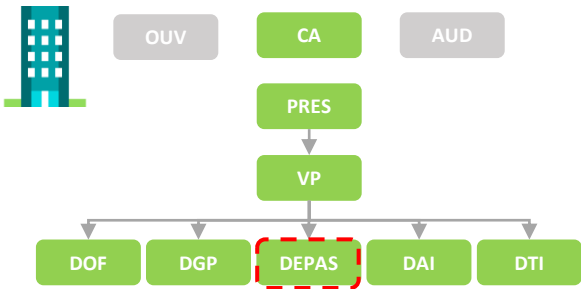 OUV
CA
AUD
PRES
VP
DOF
DGP
DEPAS
DAI
DTI